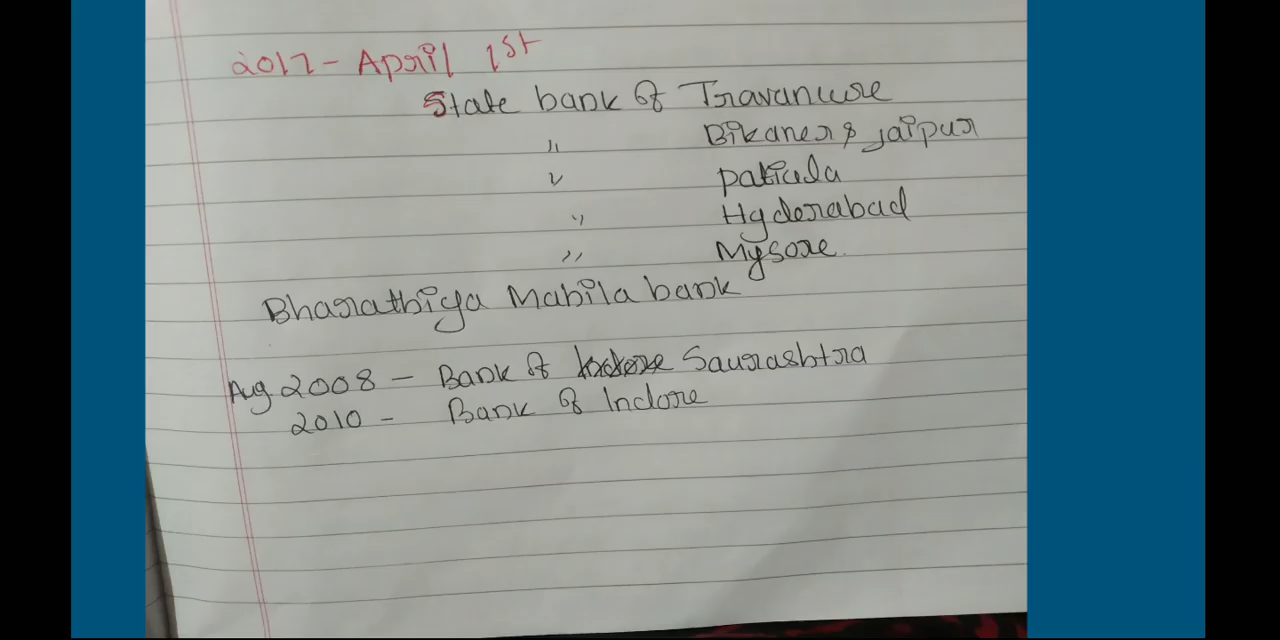 2017 - April 1st
State bank of Travancore
" Bikaner & Jaipur
" Patiala
" Hyderabad
" Mysore.
Bharathiya Mahila bank
Aug 2008 - Bank of Indore Saurashtra
2010 - Bank of Indore